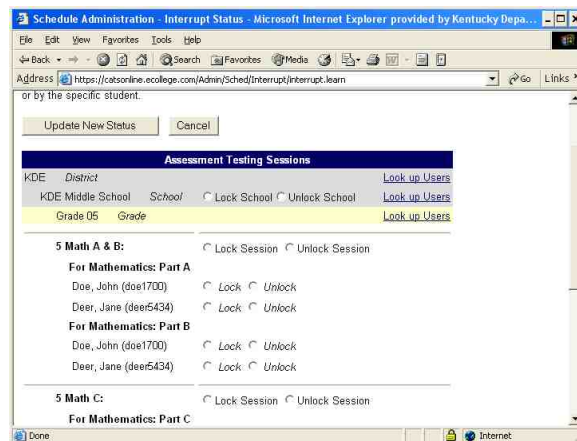 Schedule Administration - Interrupt Status - Microsoft Internet Explorer provided by Kentucky Depa...
File Edit View Favorites Tools Help
Back Search Favorites Media
Address https://catsonline.ecollege.com/Admin/Sched/Interrupt/interrupt.learn Go Links »
or by the specific student.
Update New Status Cancel
Assessment Testing Sessions
KDE District Look up Users
KDE Middle School School Lock School Unlock School Look up Users
Grade 05 Grade Look up Users
5 Math A & B: Lock Session Unlock Session
For Mathematics: Part A
Doe, John (doe1700) Lock Unlock
Deer, Jane (deer5434) Lock Unlock
For Mathematics: Part B
Doe, John (doe1700) Lock Unlock
Deer, Jane (deer5434) Lock Unlock
5 Math C: Lock Session Unlock Session
For Mathematics: Part C
Done Internet